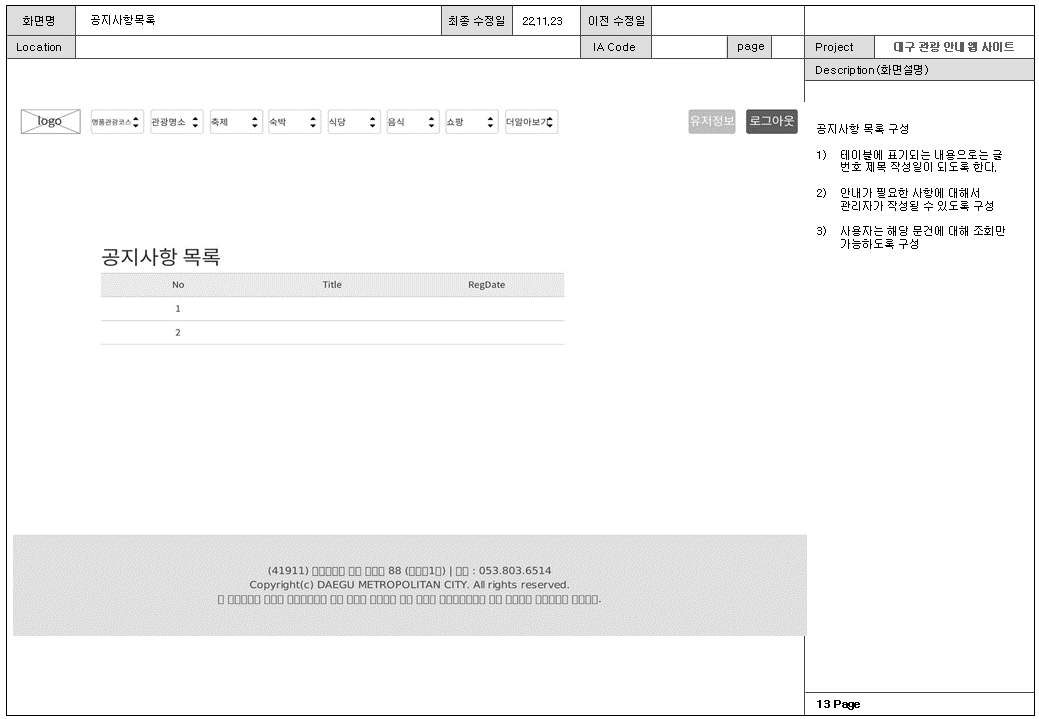 화면명 공지사항목록 최종 수정일 22.11.23 이전 수정일
Location IA Code page Project 대구 관광 안내 웹 사이트
Description(화면설명)
logo 명품관광코스 관광명소 축제 숙박 식당 음식 쇼핑 더알아보기 유저정보 로그아웃
공지사항 목록 구성
1) 테이블에 표기되는 내용으로는 글
번호 제목 작성일이 되도록 한다.
2) 안내가 필요한 사항에 대해서
관리자가 작성될 수 있도록 구성
3) 사용자는 해당 문건에 대해 조회만
가능하도록 구성
공지사항 목록
No Title RegDate
1
2
(41911) 88 ( 1 ) | : 053.803.6514
Copyright(c) DAEGU METROPOLITAN CITY. All rights reserved.
13 Page